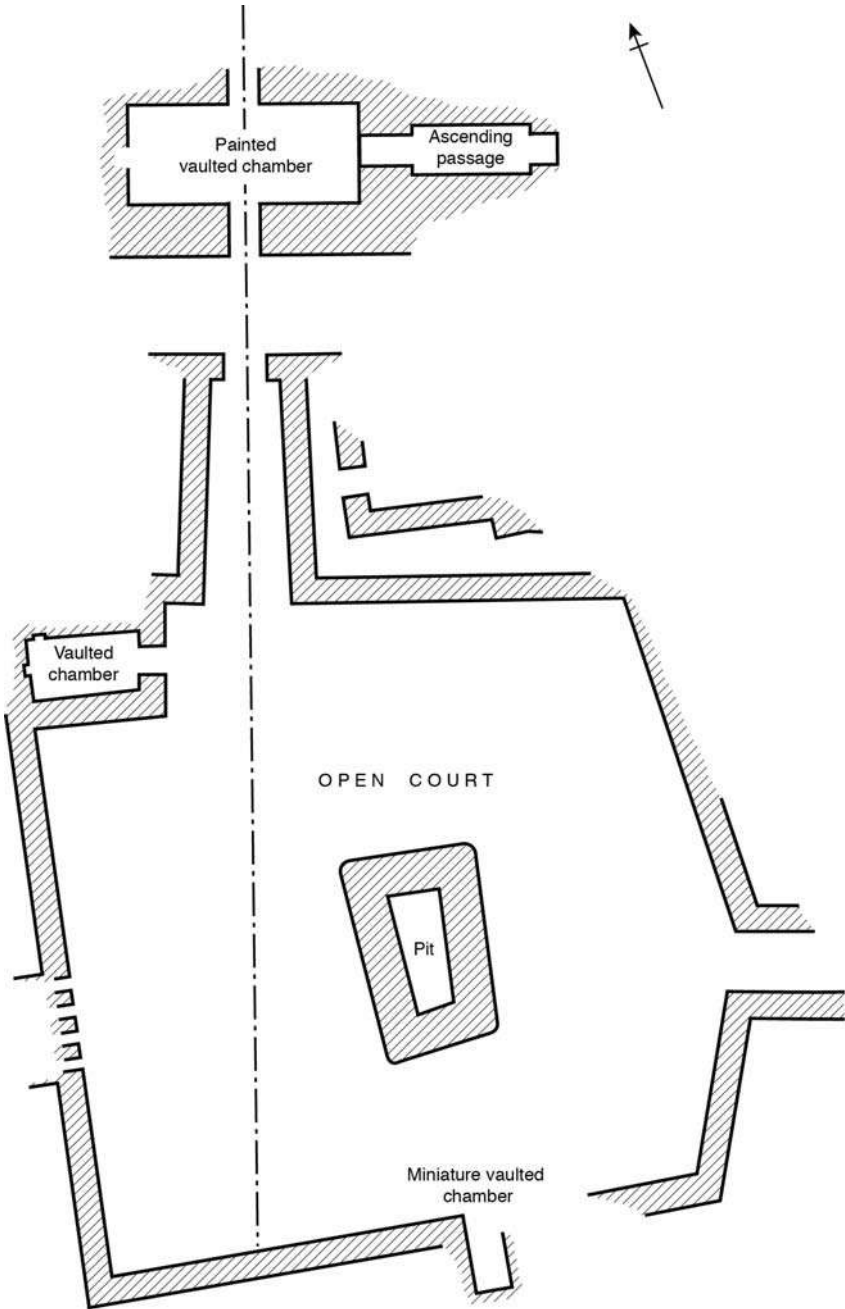 Painted
vaulted chamber
Ascending
passage
Vaulted
chamber
OPEN COURT
Pit
Miniature vaulted
chamber